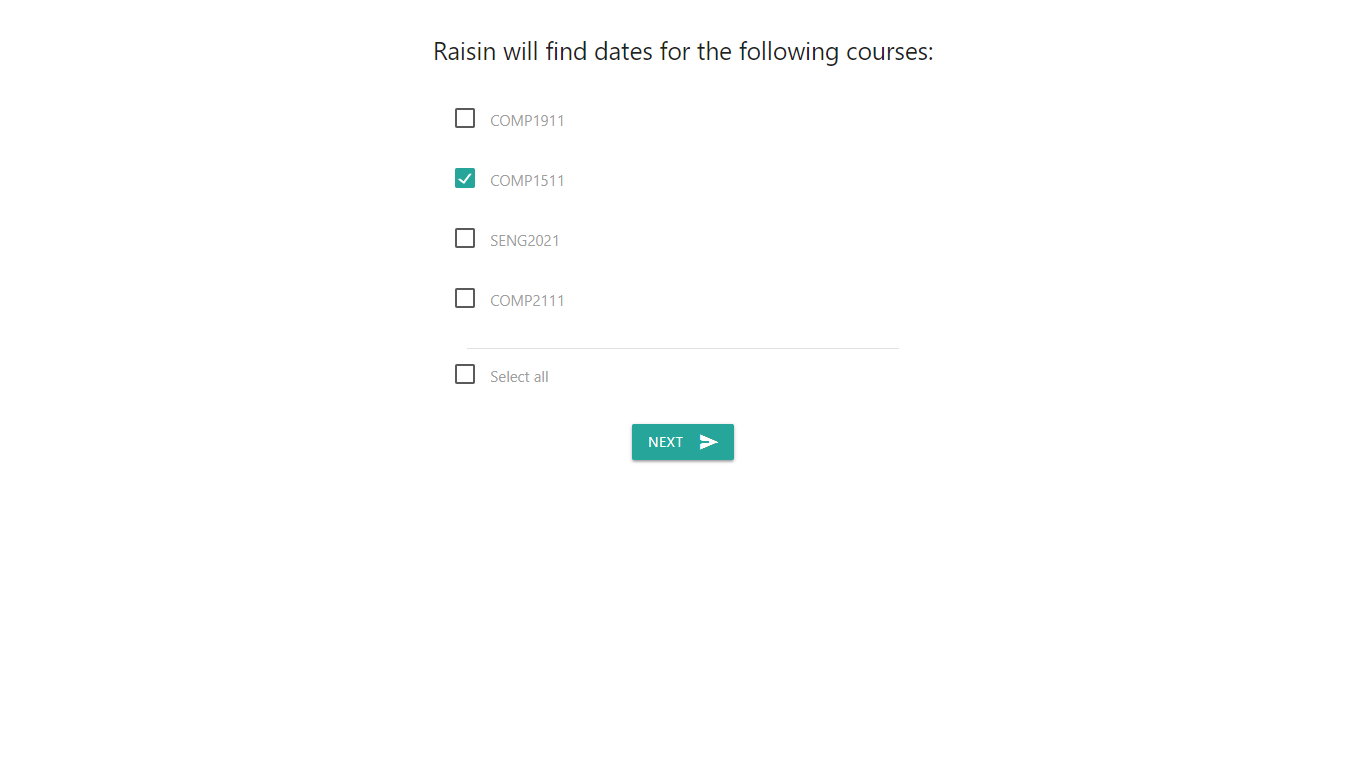 Raisin will find dates for the following courses:
COMP1911
COMP1511
SENG2021
COMP2111
Select all
NEXT